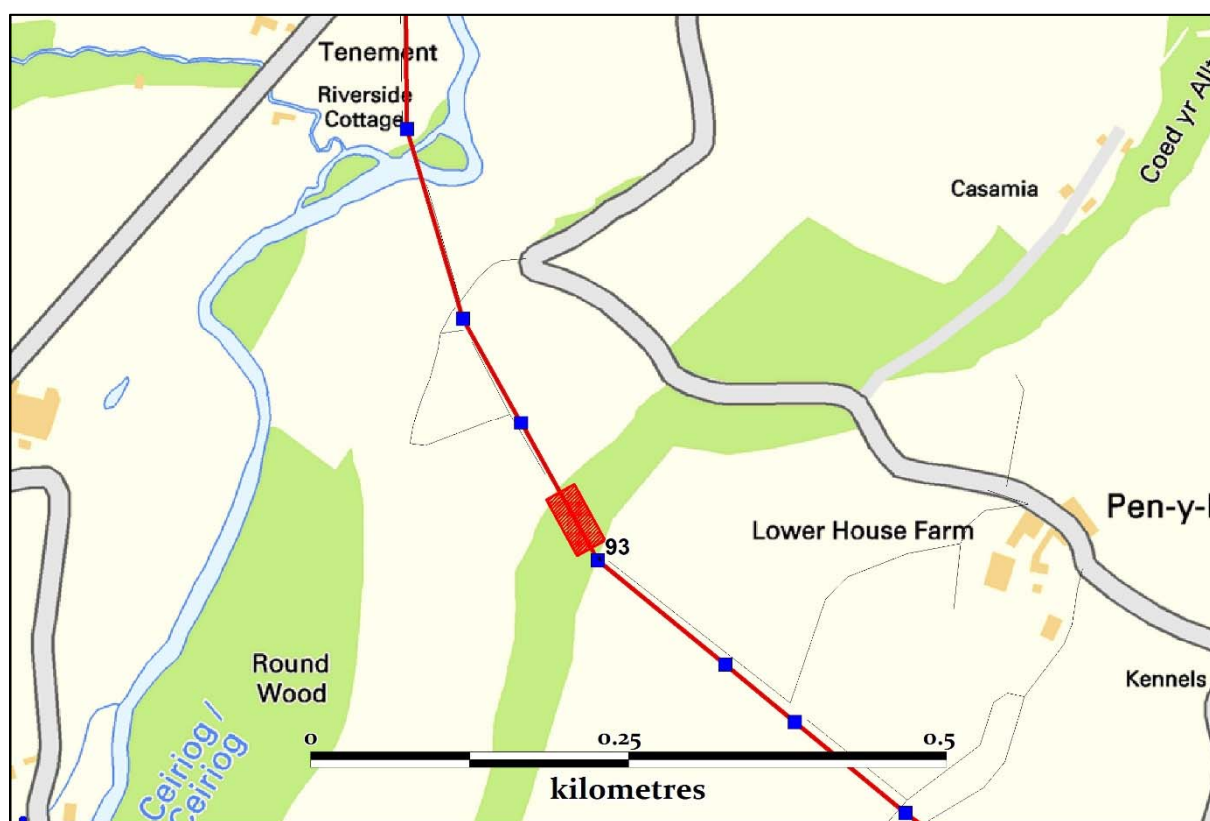 Tenement
Riverside
Cottage
Coed yr Allt
Casamia
Pen-y-
Lower House Farm
93
Round
Wood
Kennels
Ceiriog /
Ceiriog
0 0.25 0.5
kilometres